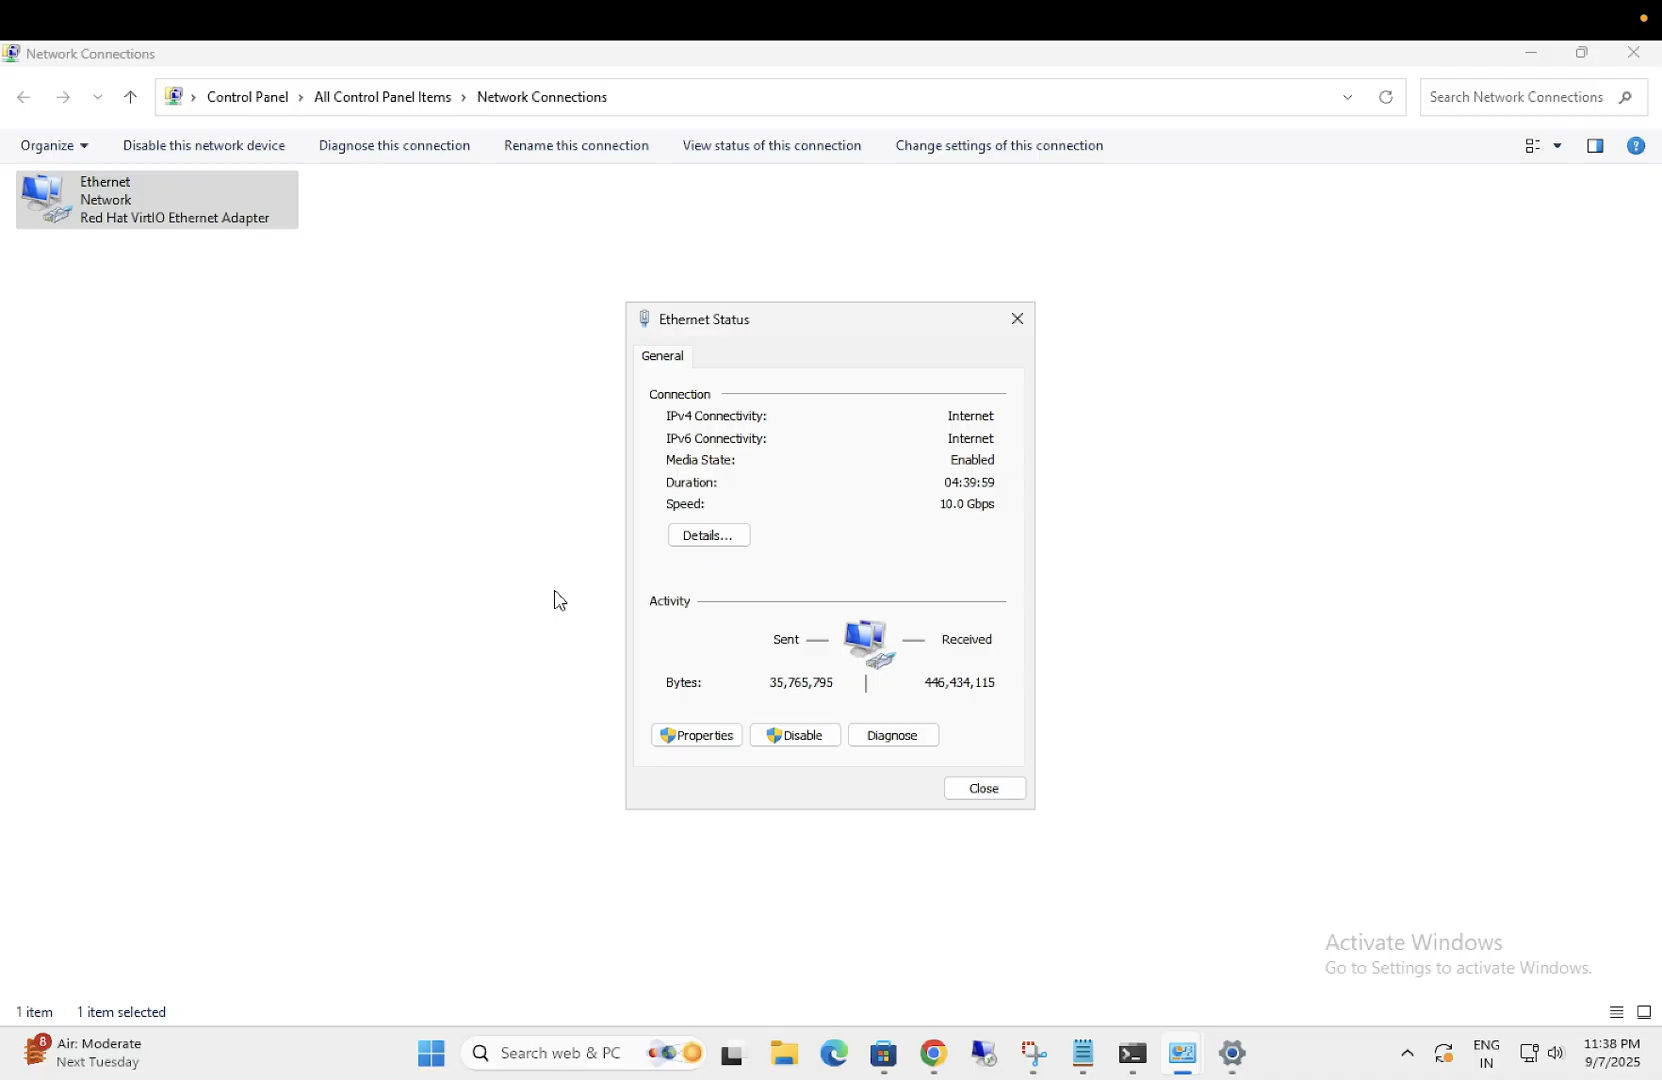 Network Connections
Control Panel > All Control Panel Items > Network Connections
Search Network Connections
Organize Disable this network device Diagnose this connection Rename this connection View status of this connection Change settings of this connection
Ethernet
Network
Red Hat VirtIO Ethernet Adapter
Ethernet Status
General
Connection
IPv4 Connectivity: Internet
IPv6 Connectivity: Internet
Media State: Enabled
Duration: 04:39:59
Speed: 10.0 Gbps
Details...
Activity
Sent Received
Bytes: 35,765,795 446,434,115
Properties Disable Diagnose
Close
Activate Windows
Go to Settings to activate Windows.
1 item 1 item selected
8
Air: Moderate
Next Tuesday
Search web & PC
ENG
IN
11:38 PM
9/7/2025